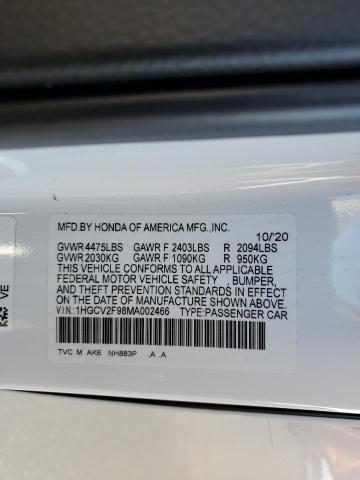 MFD.BY HONDA OF AMERICA MFG.,INC.
10/'20
GVWR 4475LBS GAWR F 2403LBS R 2094LBS
GVWR 2030KG GAWR F 1090KG R 950KG
THIS VEHICLE CONFORMS TO ALL APPLICABLE
FEDERAL MOTOR VEHICLE SAFETY , BUMPER,
AND THEFT PREVENTION STANDARDS IN EFFECT
ON THE DATE OF MANUFACTURE SHOWN ABOVE.
V.I.N:1HGCV2F98MA002466 TYPE:PASSENGER CAR
TVC M AK6 NH883P .A .A
VE